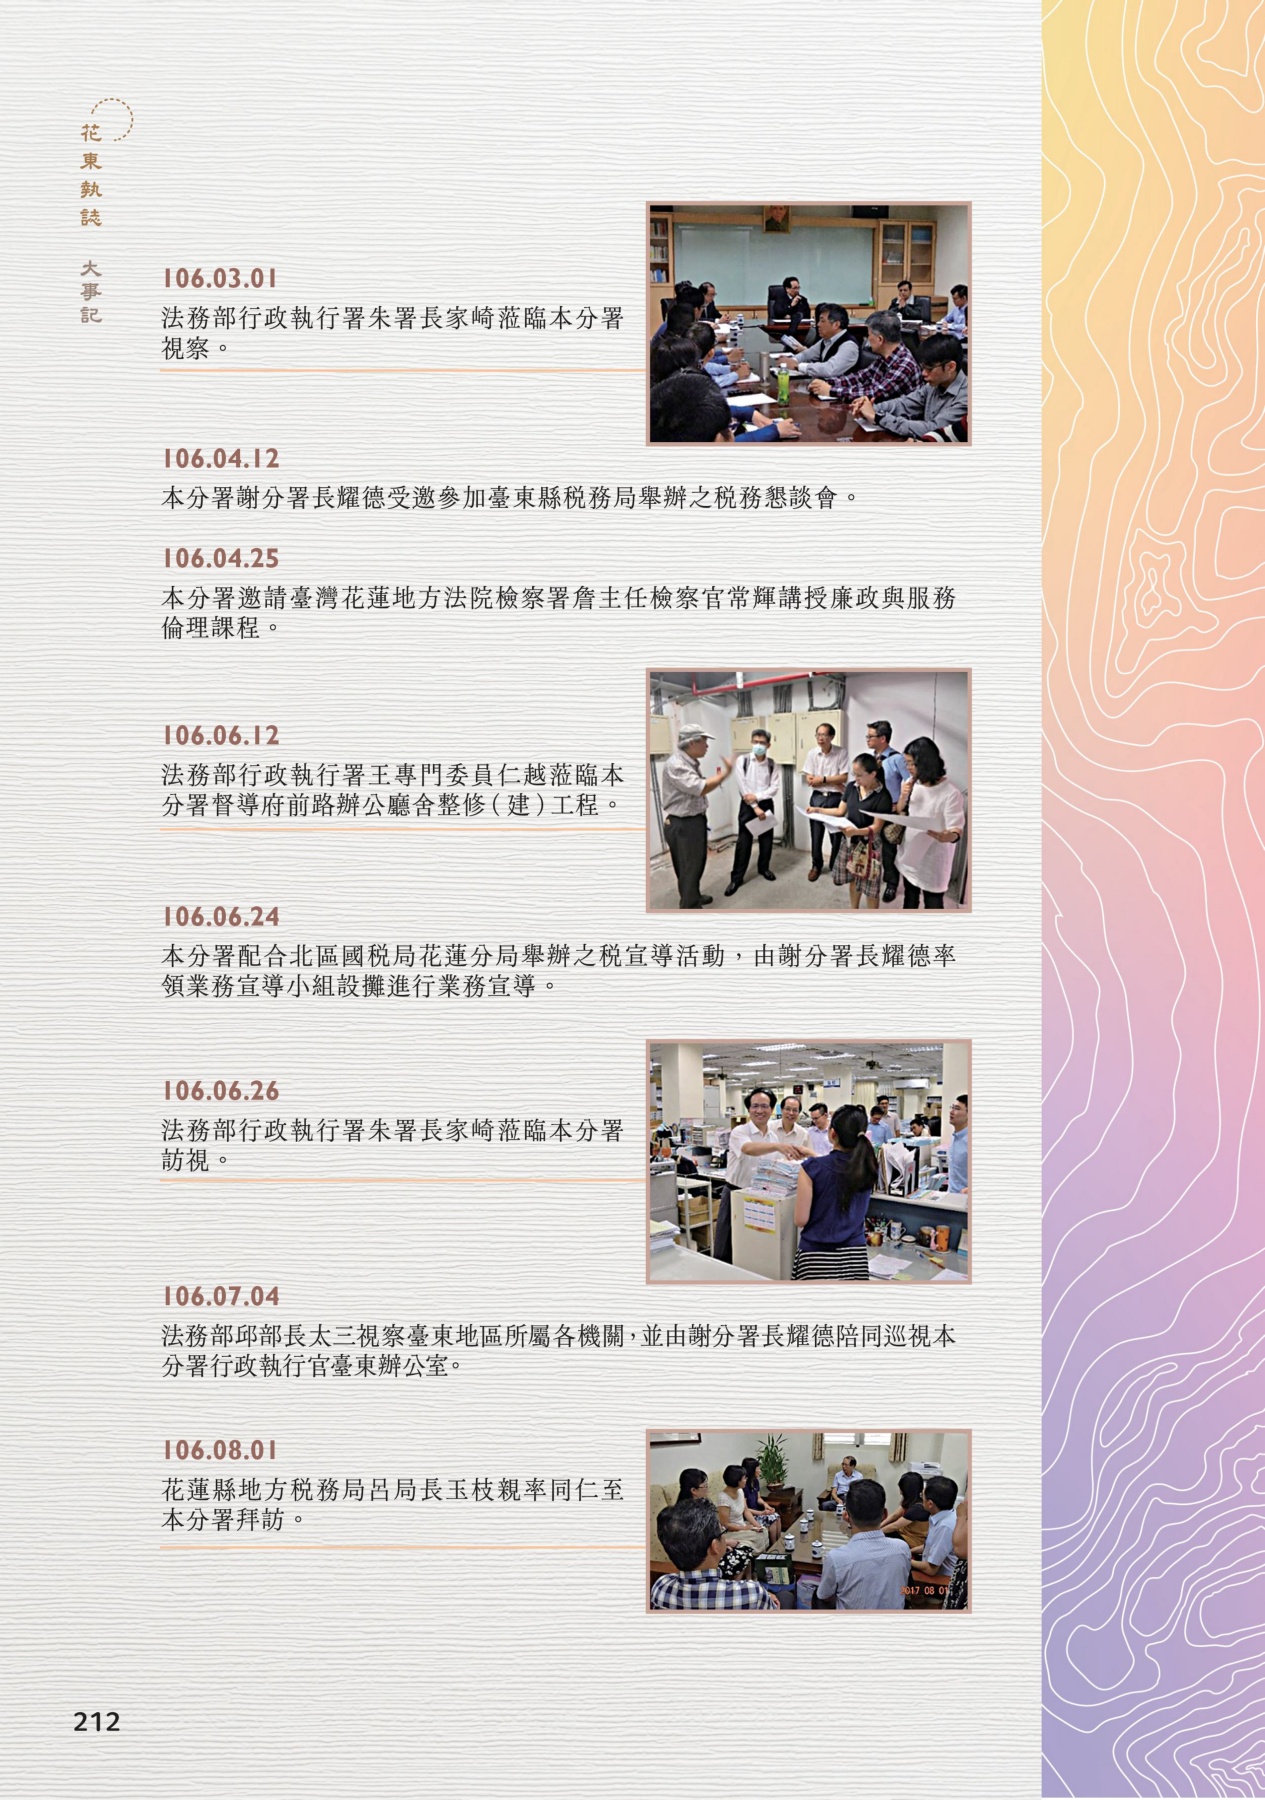 花東執誌 大事記
106.03.01
法務部行政執行署朱署長家崎蒞臨本分署
視察。
106.04.12
本分署謝分署長耀德受邀參加臺東縣稅務局舉辦之稅務懇談會。
106.04.25
本分署邀請臺灣花蓮地方法院檢察署詹主任檢察官常輝講授廉政與服務
倫理課程。
106.06.12
法務部行政執行署王專門委員仁越蒞臨本
分署督導府前路辦公廳舍整修(建)工程。
106.06.24
本分署配合北區國稅局花蓮分局舉辦之稅宣導活動，由謝分署長耀德率
領業務宣導小組設攤進行業務宣導。
106.06.26
法務部行政執行署朱署長家崎蒞臨本分署
訪視。
106.07.04
法務部邱部長太三視察臺東地區所屬各機關，並由謝分署長耀德陪同巡視本
分署行政執行官臺東辦公室。
106.08.01
花蓮縣地方稅務局呂局長玉枝親率同仁至
本分署拜訪。
2017 08 01
212